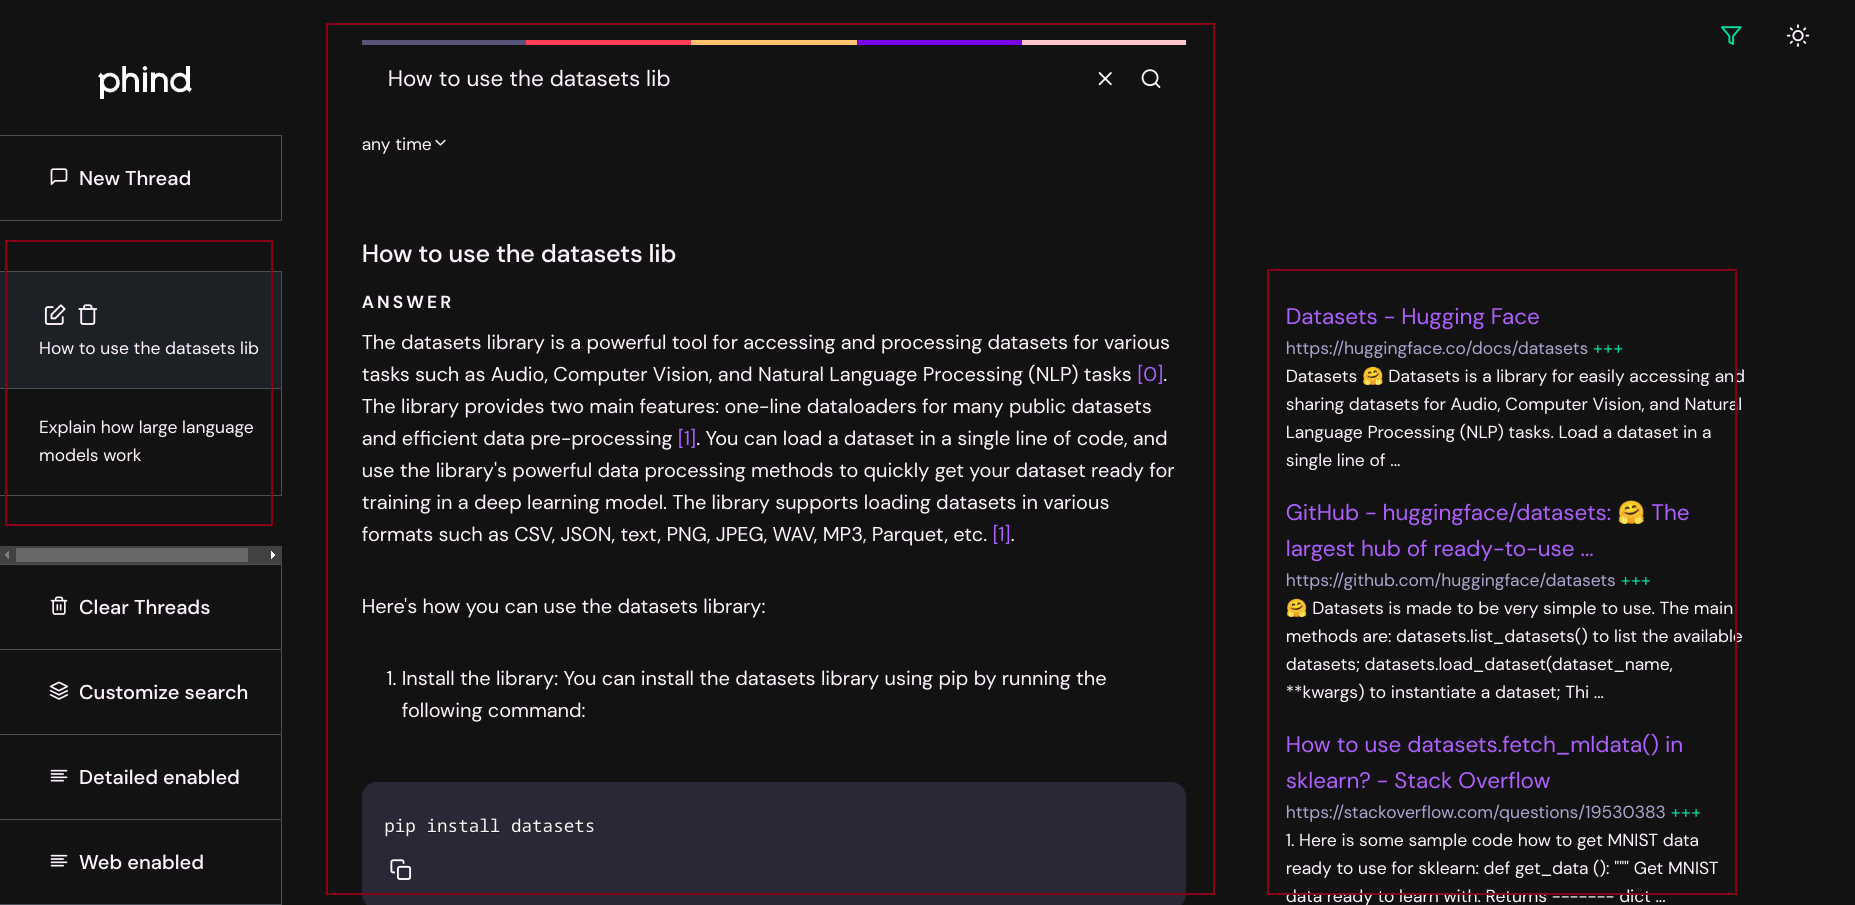 phind
New Thread
How to use the datasets lib
Explain how large language
models work
Clear Threads
Customize search
Detailed enabled
Web enabled
How to use the datasets lib
any time
How to use the datasets lib
ANSWER
The datasets library is a powerful tool for accessing and processing datasets for various
tasks such as Audio, Computer Vision, and Natural Language Processing (NLP) tasks [0].
The library provides two main features: one-line dataloaders for many public datasets
and efficient data pre-processing [1]. You can load a dataset in a single line of code, and
use the library's powerful data processing methods to quickly get your dataset ready for
training in a deep learning model. The library supports loading datasets in various
formats such as CSV, JSON, text, PNG, JPEG, WAV, MP3, Parquet, etc. [1].
Here's how you can use the datasets library:
1. Install the library: You can install the datasets library using pip by running the
following command:
pip install datasets
Datasets - Hugging Face
https://huggingface.co/docs/datasets +++
Datasets 🤗 Datasets is a library for easily accessing and
sharing datasets for Audio, Computer Vision, and Natural
Language Processing (NLP) tasks. Load a dataset in a
single line of ...
GitHub - huggingface/datasets: 🤗 The
largest hub of ready-to-use ...
https://github.com/huggingface/datasets +++
🤗 Datasets is made to be very simple to use. The main
methods are: datasets.list_datasets() to list the available
datasets; datasets.load_dataset(dataset_name,
**kwargs) to instantiate a dataset; Thi ...
How to use datasets.fetch_mldata() in
sklearn? - Stack Overflow
https://stackoverflow.com/questions/19530383 +++
1. Here is some sample code how to get MNIST data
ready to use for sklearn: def get_data (): """ Get MNIST
data ready to learn with. Returns ------- dict ...